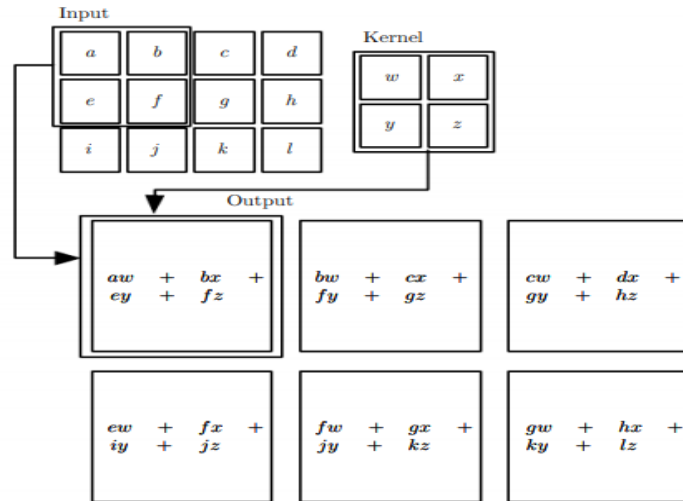 Input
Kernel
a b c d
w x
e f g h
y z
i j k l
Output
aw + bx + bw + cx + cw + dx +
ey + fz fy + gz gy + hz
ew + fx + fw + gx + gw + hx +
iy + jz jy + kz ky + lz